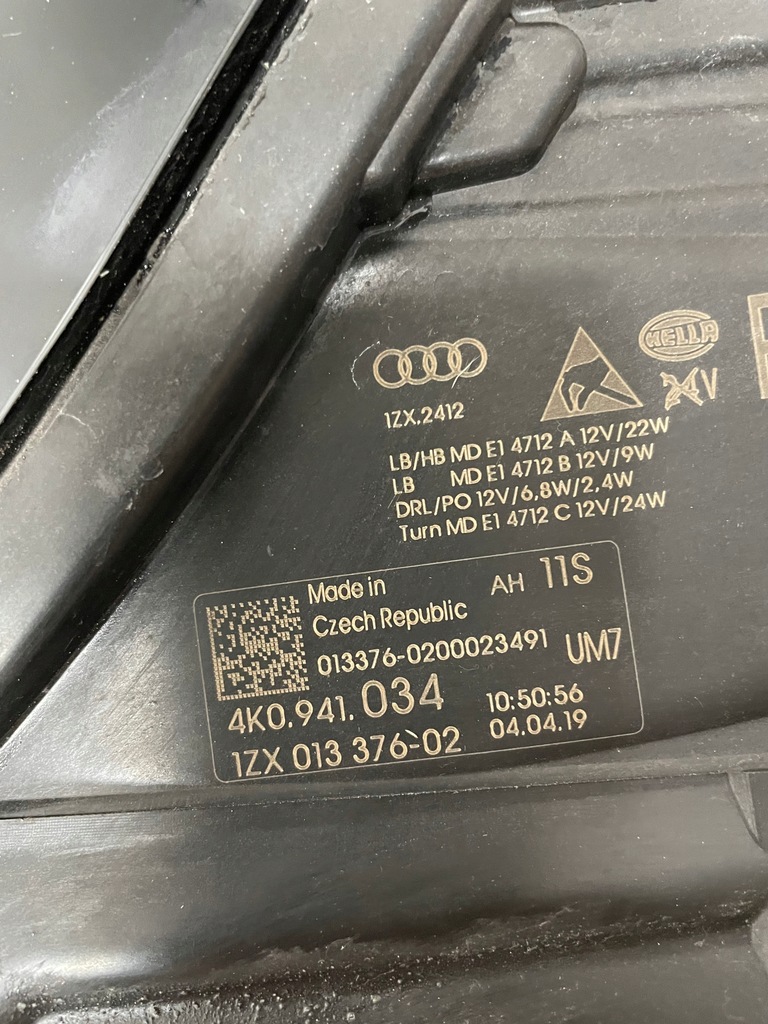 HELLA
24V
1ZX.2412
LB/HB MD E1 4712 A 12V/22W
LB MD E1 4712 B 12V/9W
DRL/PO 12V/6,8W/2,4W
Turn MD E1 4712 C 12V/24W
Made in AH 11S
Czech Republic
013376-0200023491 UM7
4K0.941.034 10:50:56
1ZX 013 376-02 04.04.19